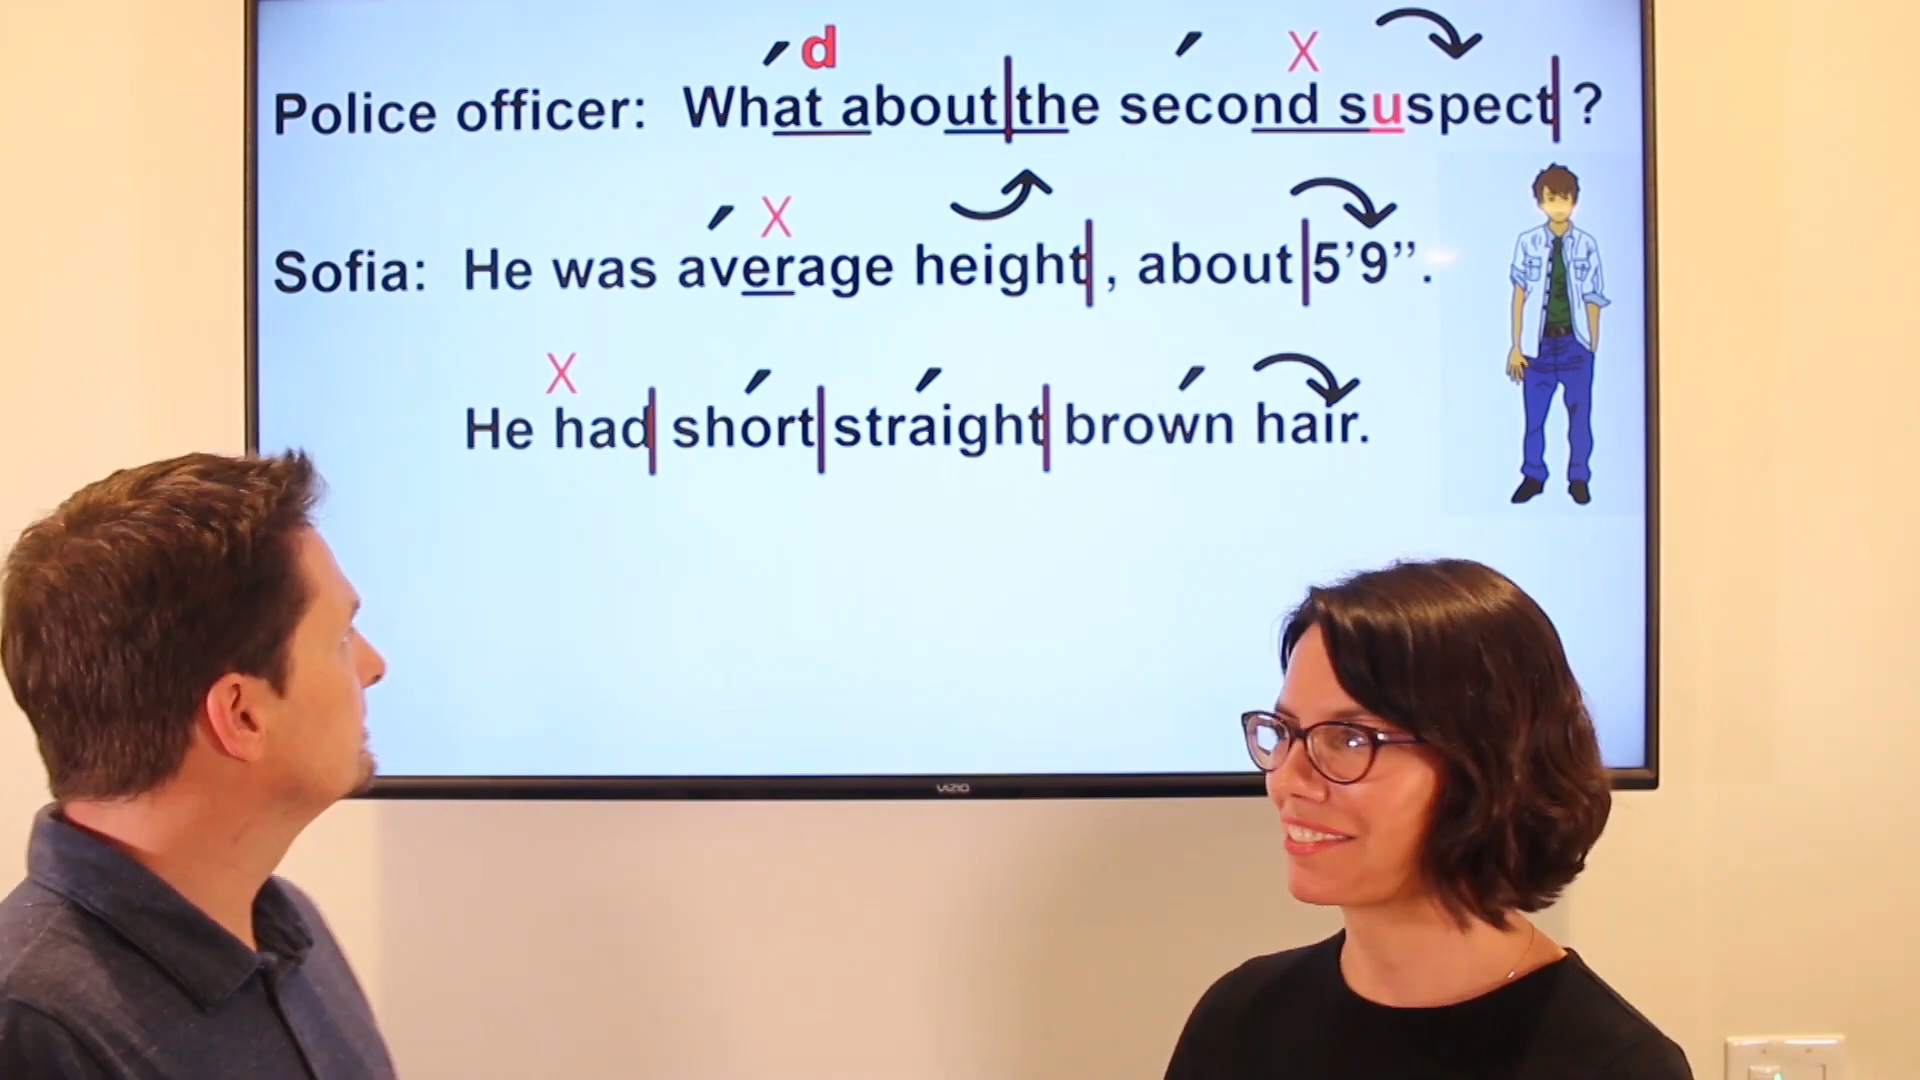 d X
Police officer: What about the second suspect ?
X
Sofia: He was average height , about 5’9”.
X
He had short straight brown hair.
VIZIO